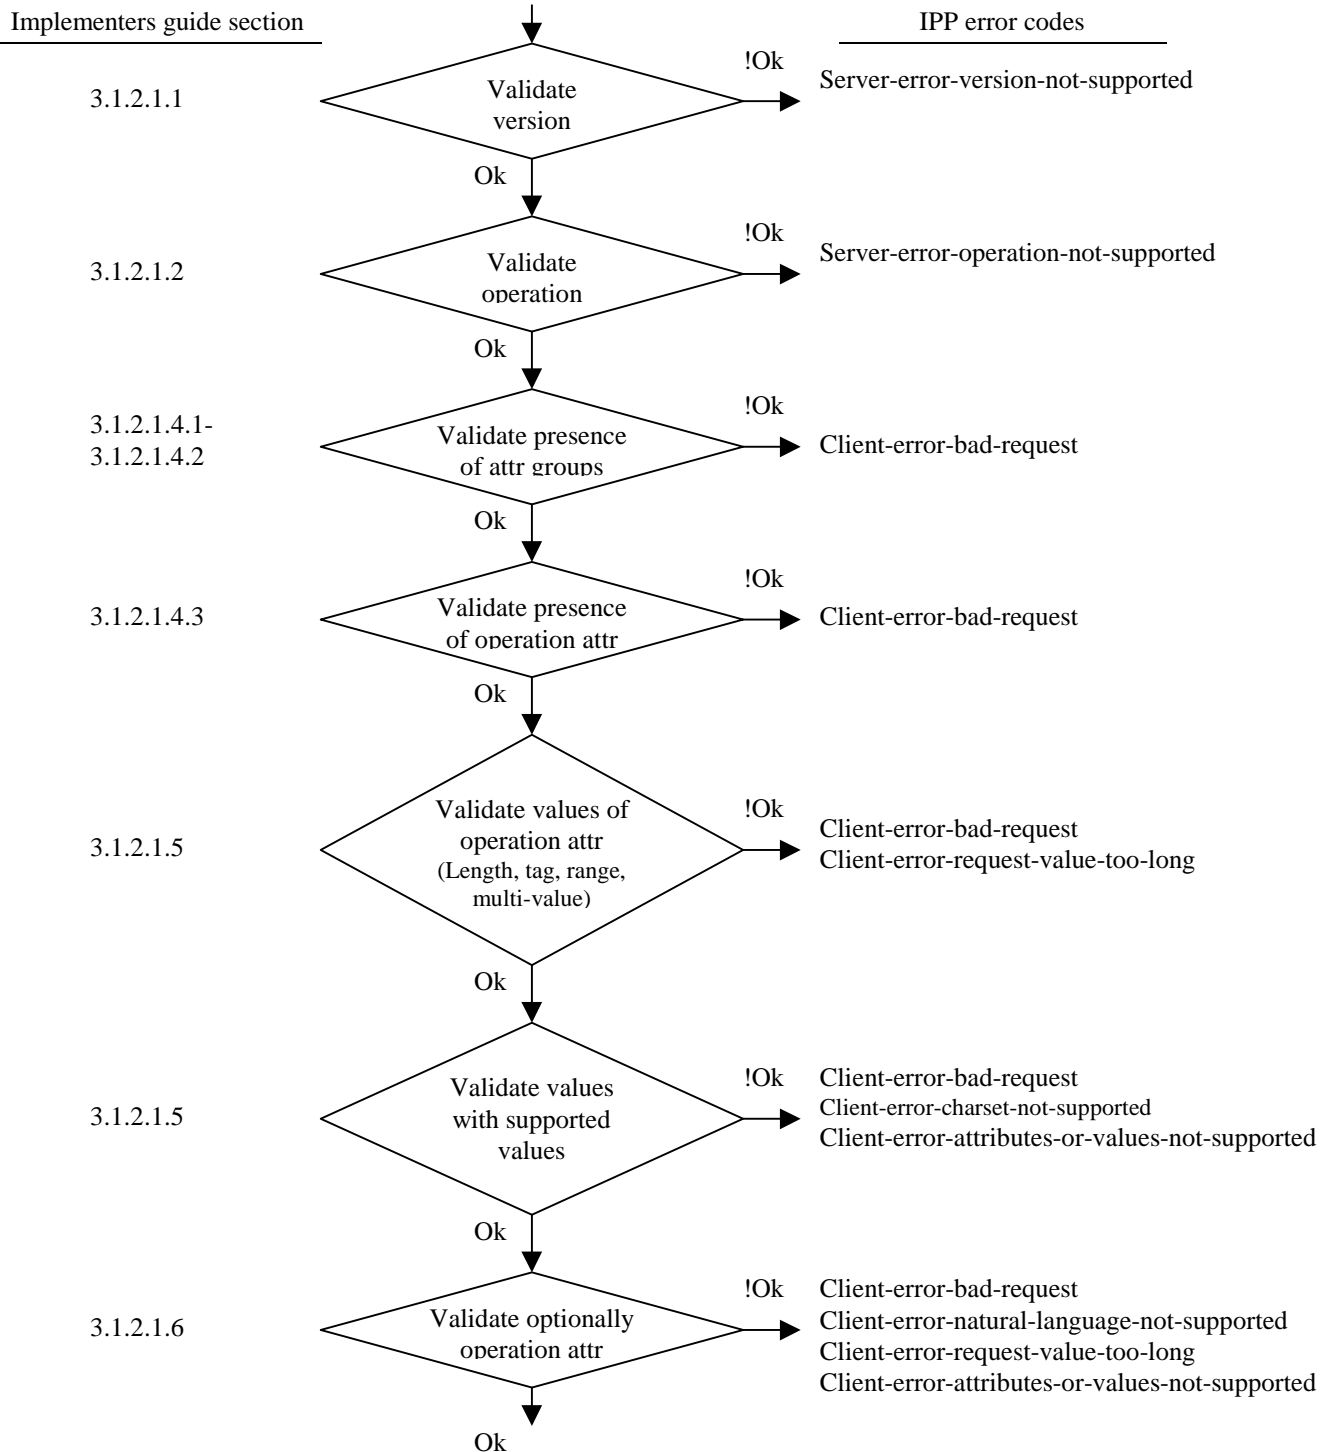 Implementers guide section
IPP error codes
3.1.2.1.1
Validate
version
!Ok
Server-error-version-not-supported
Ok
3.1.2.1.2
Validate
operation
!Ok
Server-error-operation-not-supported
Ok
3.1.2.1.4.1-
3.1.2.1.4.2
Validate presence
of attr groups
!Ok
Client-error-bad-request
Ok
3.1.2.1.4.3
Validate presence
of operation attr
!Ok
Client-error-bad-request
Ok
3.1.2.1.5
Validate values of
operation attr
(Length, tag, range,
multi-value)
!Ok
Client-error-bad-request
Client-error-request-value-too-long
Ok
3.1.2.1.5
Validate values
with supported
values
!Ok
Client-error-bad-request
Client-error-charset-not-supported
Client-error-attributes-or-values-not-supported
Ok
3.1.2.1.6
Validate optionally
operation attr
!Ok
Client-error-bad-request
Client-error-natural-language-not-supported
Client-error-request-value-too-long
Client-error-attributes-or-values-not-supported
Ok